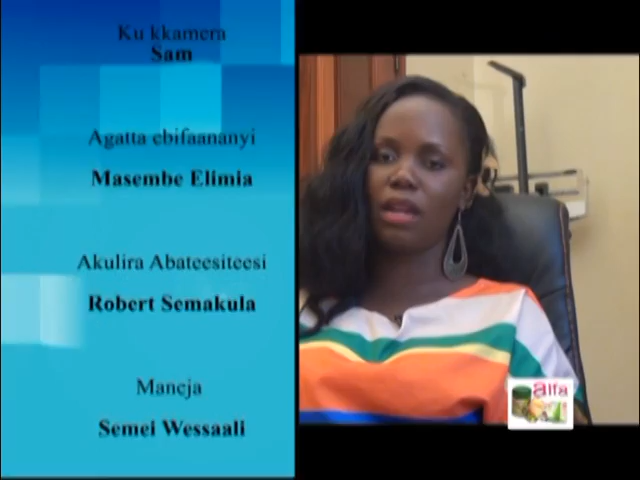 Ku kkamera
Sam
Agatta ebifaananyi
Masembe Elimia
Akulira Abateesiteesi
Robert Semakula
Maneja
Semei Wessaali
alfa